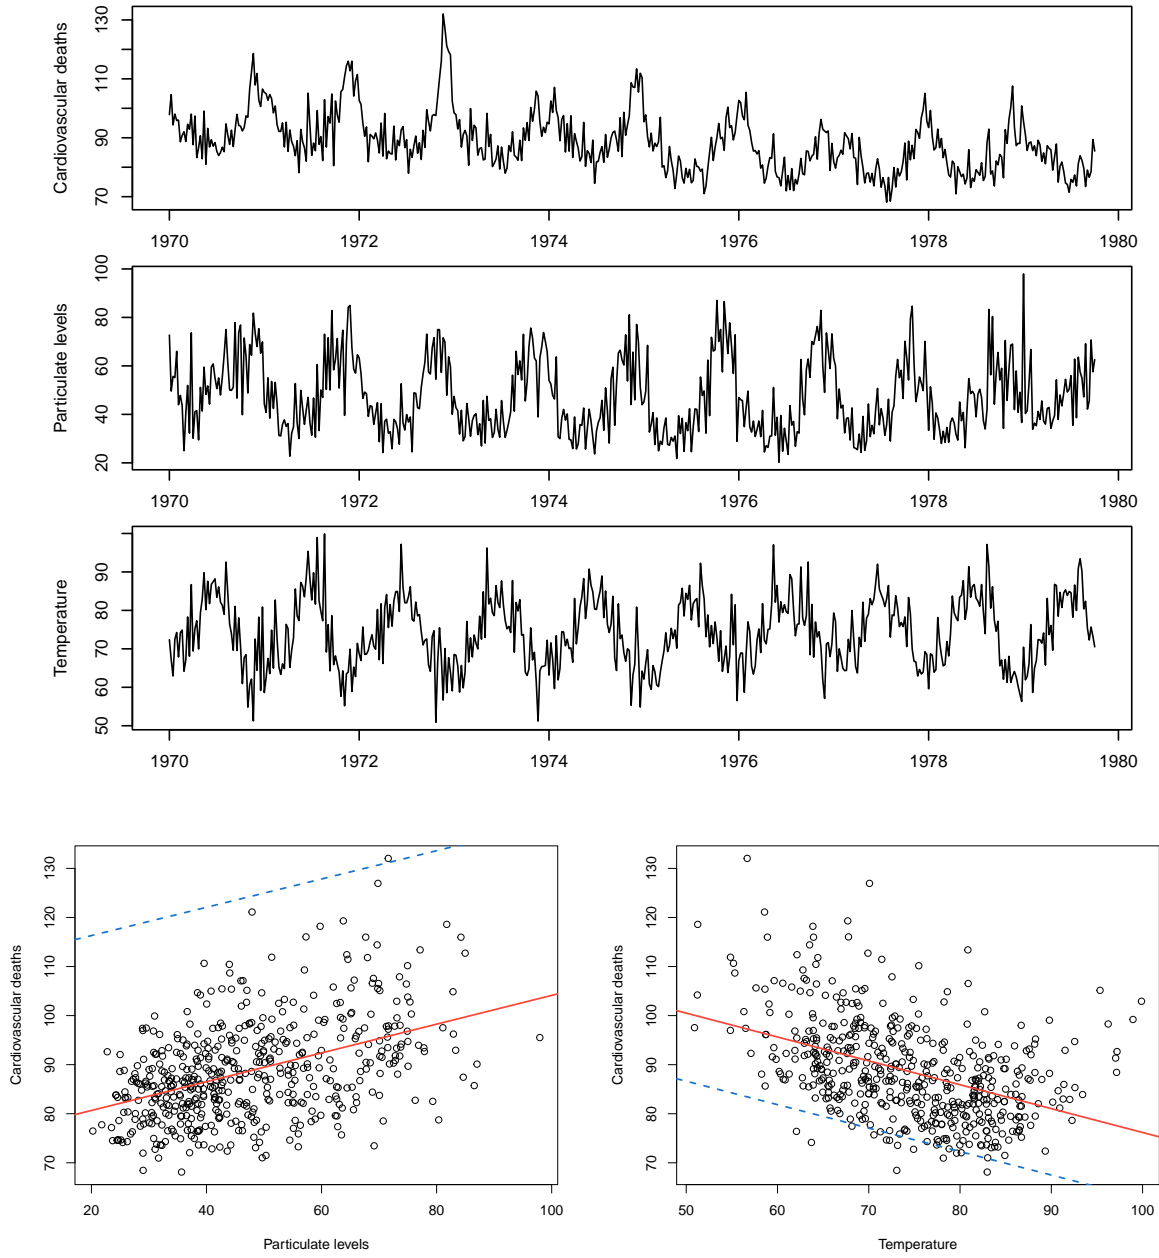 Cardiovascular deaths
130
110
90
70
1970 1972 1974 1976 1978 1980
Particulate levels
100
80
60
40
20
1970 1972 1974 1976 1978 1980
Temperature
90
80
70
60
50
1970 1972 1974 1976 1978 1980
Cardiovascular deaths
130
120
110
100
90
80
70
20 40 60 80 100
Particulate levels
Cardiovascular deaths
130
120
110
100
90
80
70
50 60 70 80 90 100
Temperature